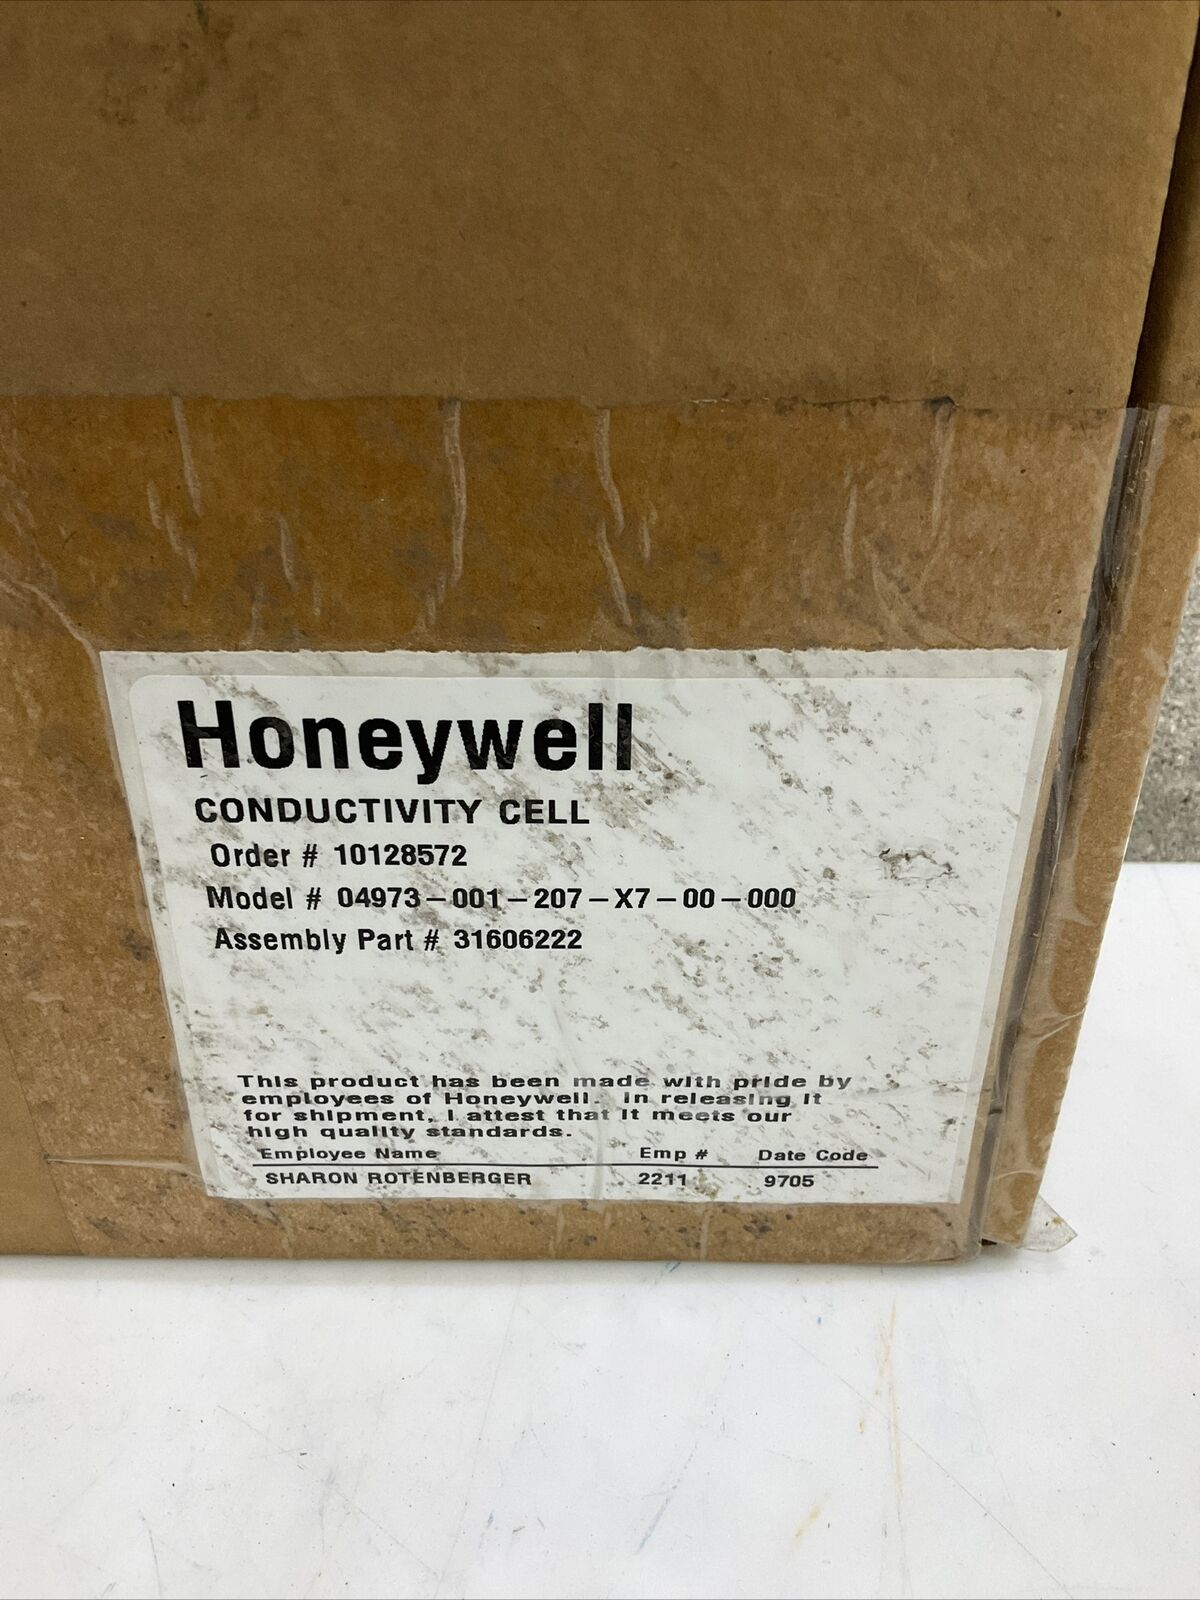 Honeywell
CONDUCTIVITY CELL
Order # 10128572
Model # 04973-001-207-X7-00-000
Assembly Part # 31606222
This product has been made with pride by
employees of Honeywell. In releasing it
for shipment, I attest that it meets our
high quality standards.
Employee Name Emp # Date Code
SHARON ROTENBERGER 2211 9705